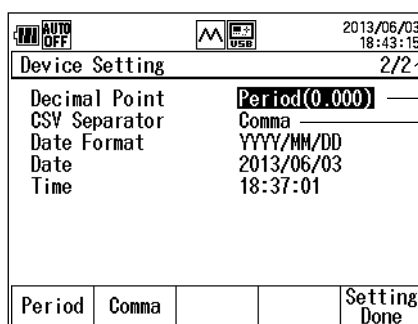 AUTO OFF USB 2013/06/03
18:43:15
Device Setting 2/2
Decimal Point Period(0.000)
CSV Separator Comma
Date Format YYYY/MM/DD
Date 2013/06/03
Time 18:37:01
Period Comma Setting Done